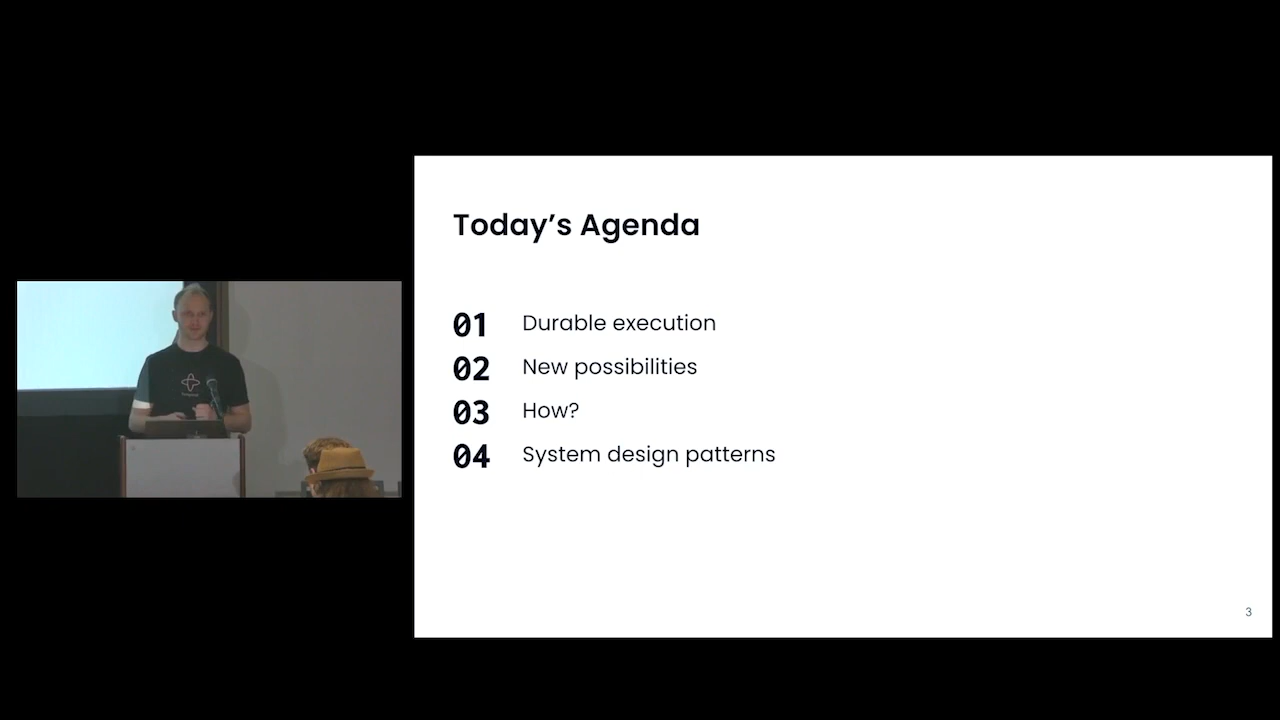 Today’s Agenda
01 Durable execution
02 New possibilities
03 How?
04 System design patterns
3